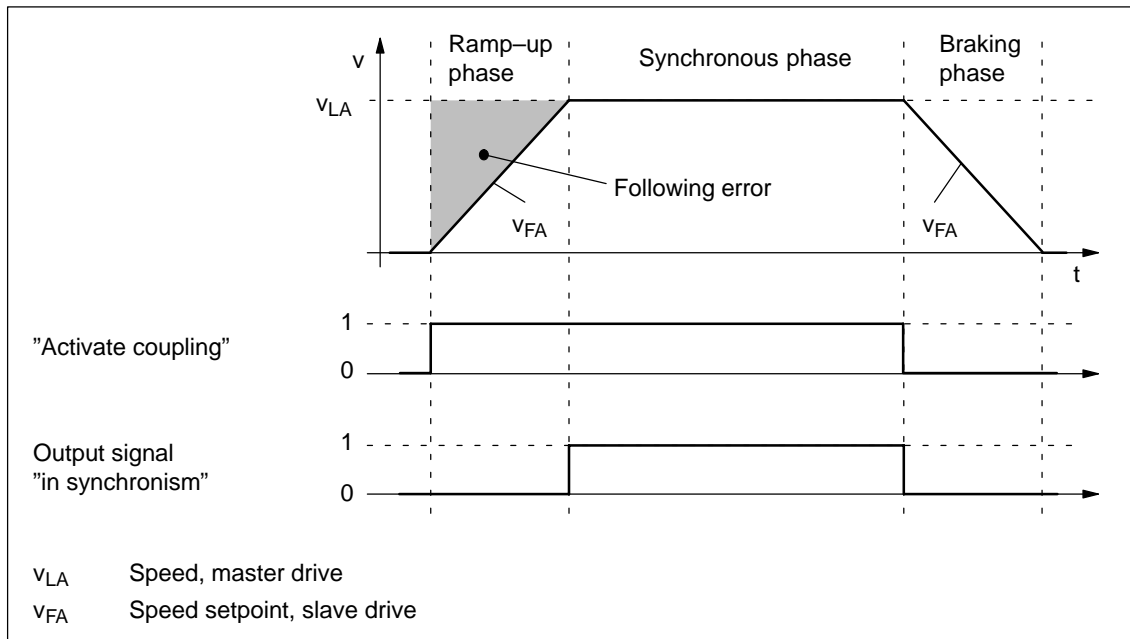 Ramp–up
phase
Synchronous phase
Braking
phase
v
vLA
Following error
vFA
vFA
t
1
"Activate coupling"
0
1
Output signal
"in synchronism"
0
vLA Speed, master drive
vFA Speed setpoint, slave drive